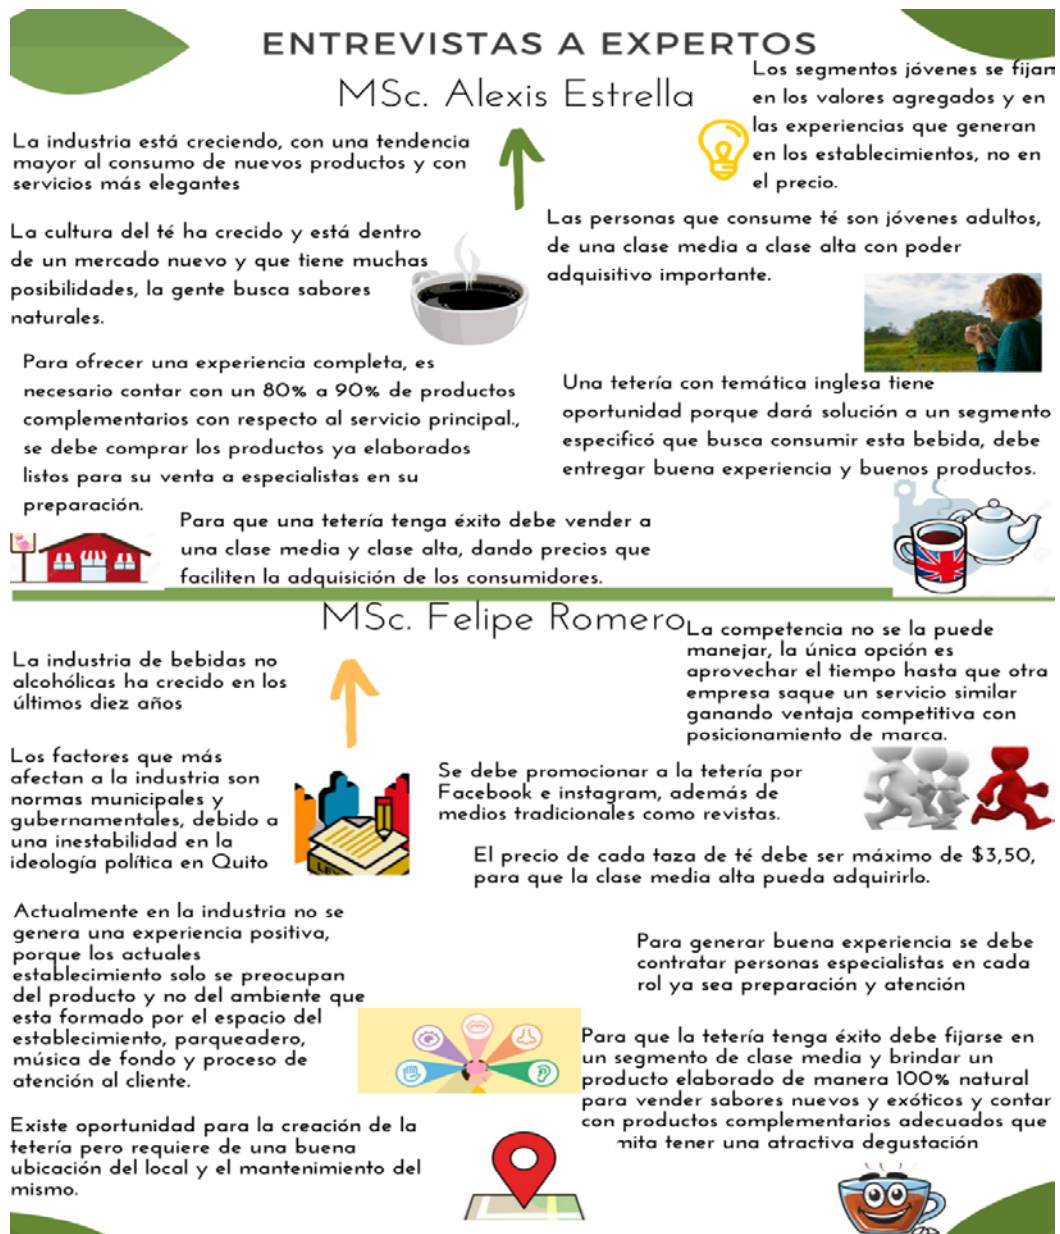 ENTREVISTAS A EXPERTOS
MSc. Alexis Estrella
La industria está creciendo, con una tendencia
mayor al consumo de nuevos productos y con
servicios más elegantes
La cultura del té ha crecido y está dentro
de un mercado nuevo y que tiene muchas
posibilidades, la gente busca sabores
naturales.
Para ofrecer una experiencia completa, es
necesario contar con un 80% a 90% de productos
complementarios con respecto al servicio principal.,
se debe comprar los productos ya elaborados
listos para su venta a especialistas en su
preparación.
Los segmentos jóvenes se fijan
en los valores agregados y en
las experiencias que generan
en los establecimientos, no en
el precio.
Las personas que consume té son jóvenes adultos,
de una clase media a clase alta con poder
adquisitivo importante.
Una tetería con temática inglesa tiene
oportunidad porque dará solución a un segmento
especificó que busca consumir esta bebida, debe
entregar buena experiencia y buenos productos.
Para que una tetería tenga éxito debe vender a
una clase media y clase alta, dando precios que
faciliten la adquisición de los consumidores.
MSc. Felipe Romero
La industria de bebidas no
alcohólicas ha crecido en los
últimos diez años
Los factores que más
afectan a la industria son
normas municipales y
gubernamentales, debido a
una inestabilidad en la
ideología política en Quito
Actualmente en la industria no se
genera una experiencia positiva,
porque los actuales
establecimiento solo se preocupan
del producto y no del ambiente que
esta formado por el espacio del
establecimiento, parqueadero,
música de fondo y proceso de
atención al cliente.
Existe oportunidad para la creación de la
tetería pero requiere de una buena
ubicación del local y el mantenimiento del
mismo.
La competencia no se la puede
manejar, la única opción es
aprovechar el tiempo hasta que otra
empresa saque un servicio similar
ganando ventaja competitiva con
posicionamiento de marca.
Se debe promocionar a la tetería por
Facebook e instagram, además de
medios tradicionales como revistas.
El precio de cada taza de té debe ser máximo de $3,50,
para que la clase media alta pueda adquirirlo.
Para generar buena experiencia se debe
contratar personas especialistas en cada
rol ya sea preparación y atención
Para que la tetería tenga éxito debe fijarse en
un segmento de clase media y brindar un
producto elaborado de manera 100% natural
para vender sabores nuevos y exóticos y contar
con productos complementarios adecuados que
mita tener una atractiva degustación